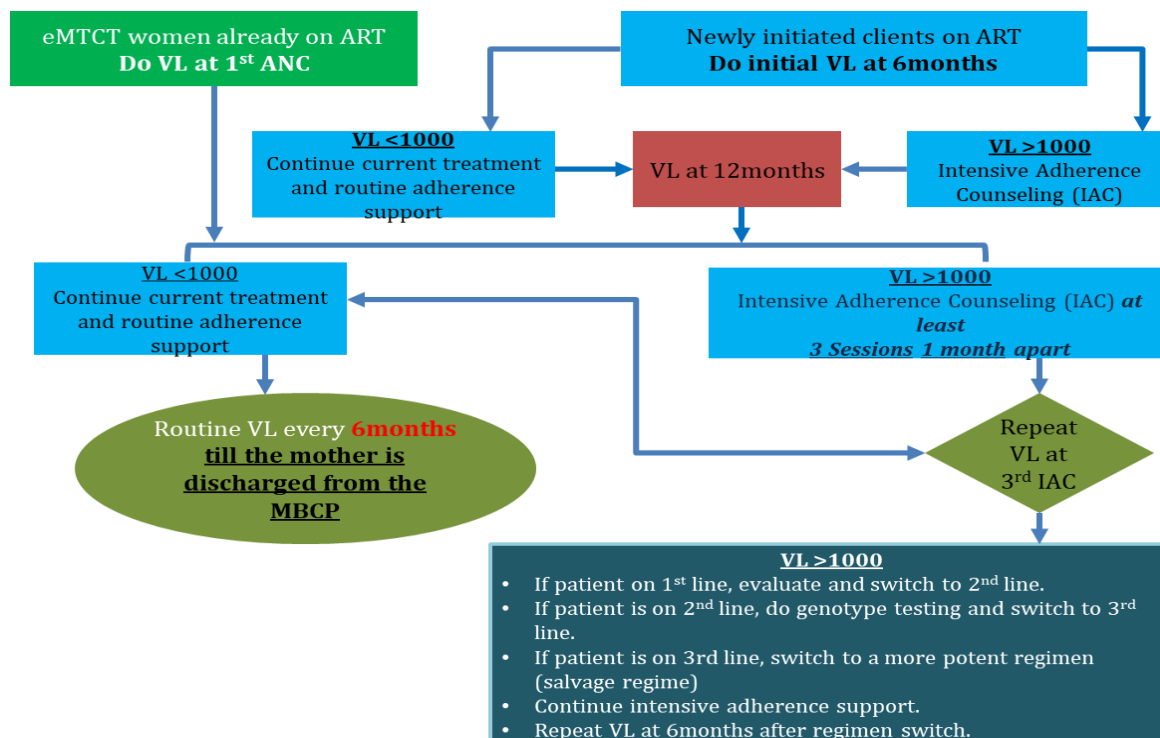 eMTCT women already on ART
Do VL at 1st ANC
Newly initiated clients on ART
Do initial VL at 6months
VL <1000
Continue current treatment
and routine adherence
support
VL at 12months
VL >1000
Intensive Adherence
Counseling (IAC)
VL <1000
Continue current treatment
and routine adherence
support
VL >1000
Intensive Adherence Counseling (IAC) at
least
3 Sessions 1 month apart
Routine VL every 6months
till the mother is
discharged from the
MBCP
Repeat
VL at
3rd IAC
VL >1000
• If patient on 1st line, evaluate and switch to 2nd line.
• If patient is on 2nd line, do genotype testing and switch to 3rd
line.
• If patient is on 3rd line, switch to a more potent regimen
(salvage regime)
• Continue intensive adherence support.
• Repeat VL at 6months after regimen switch.